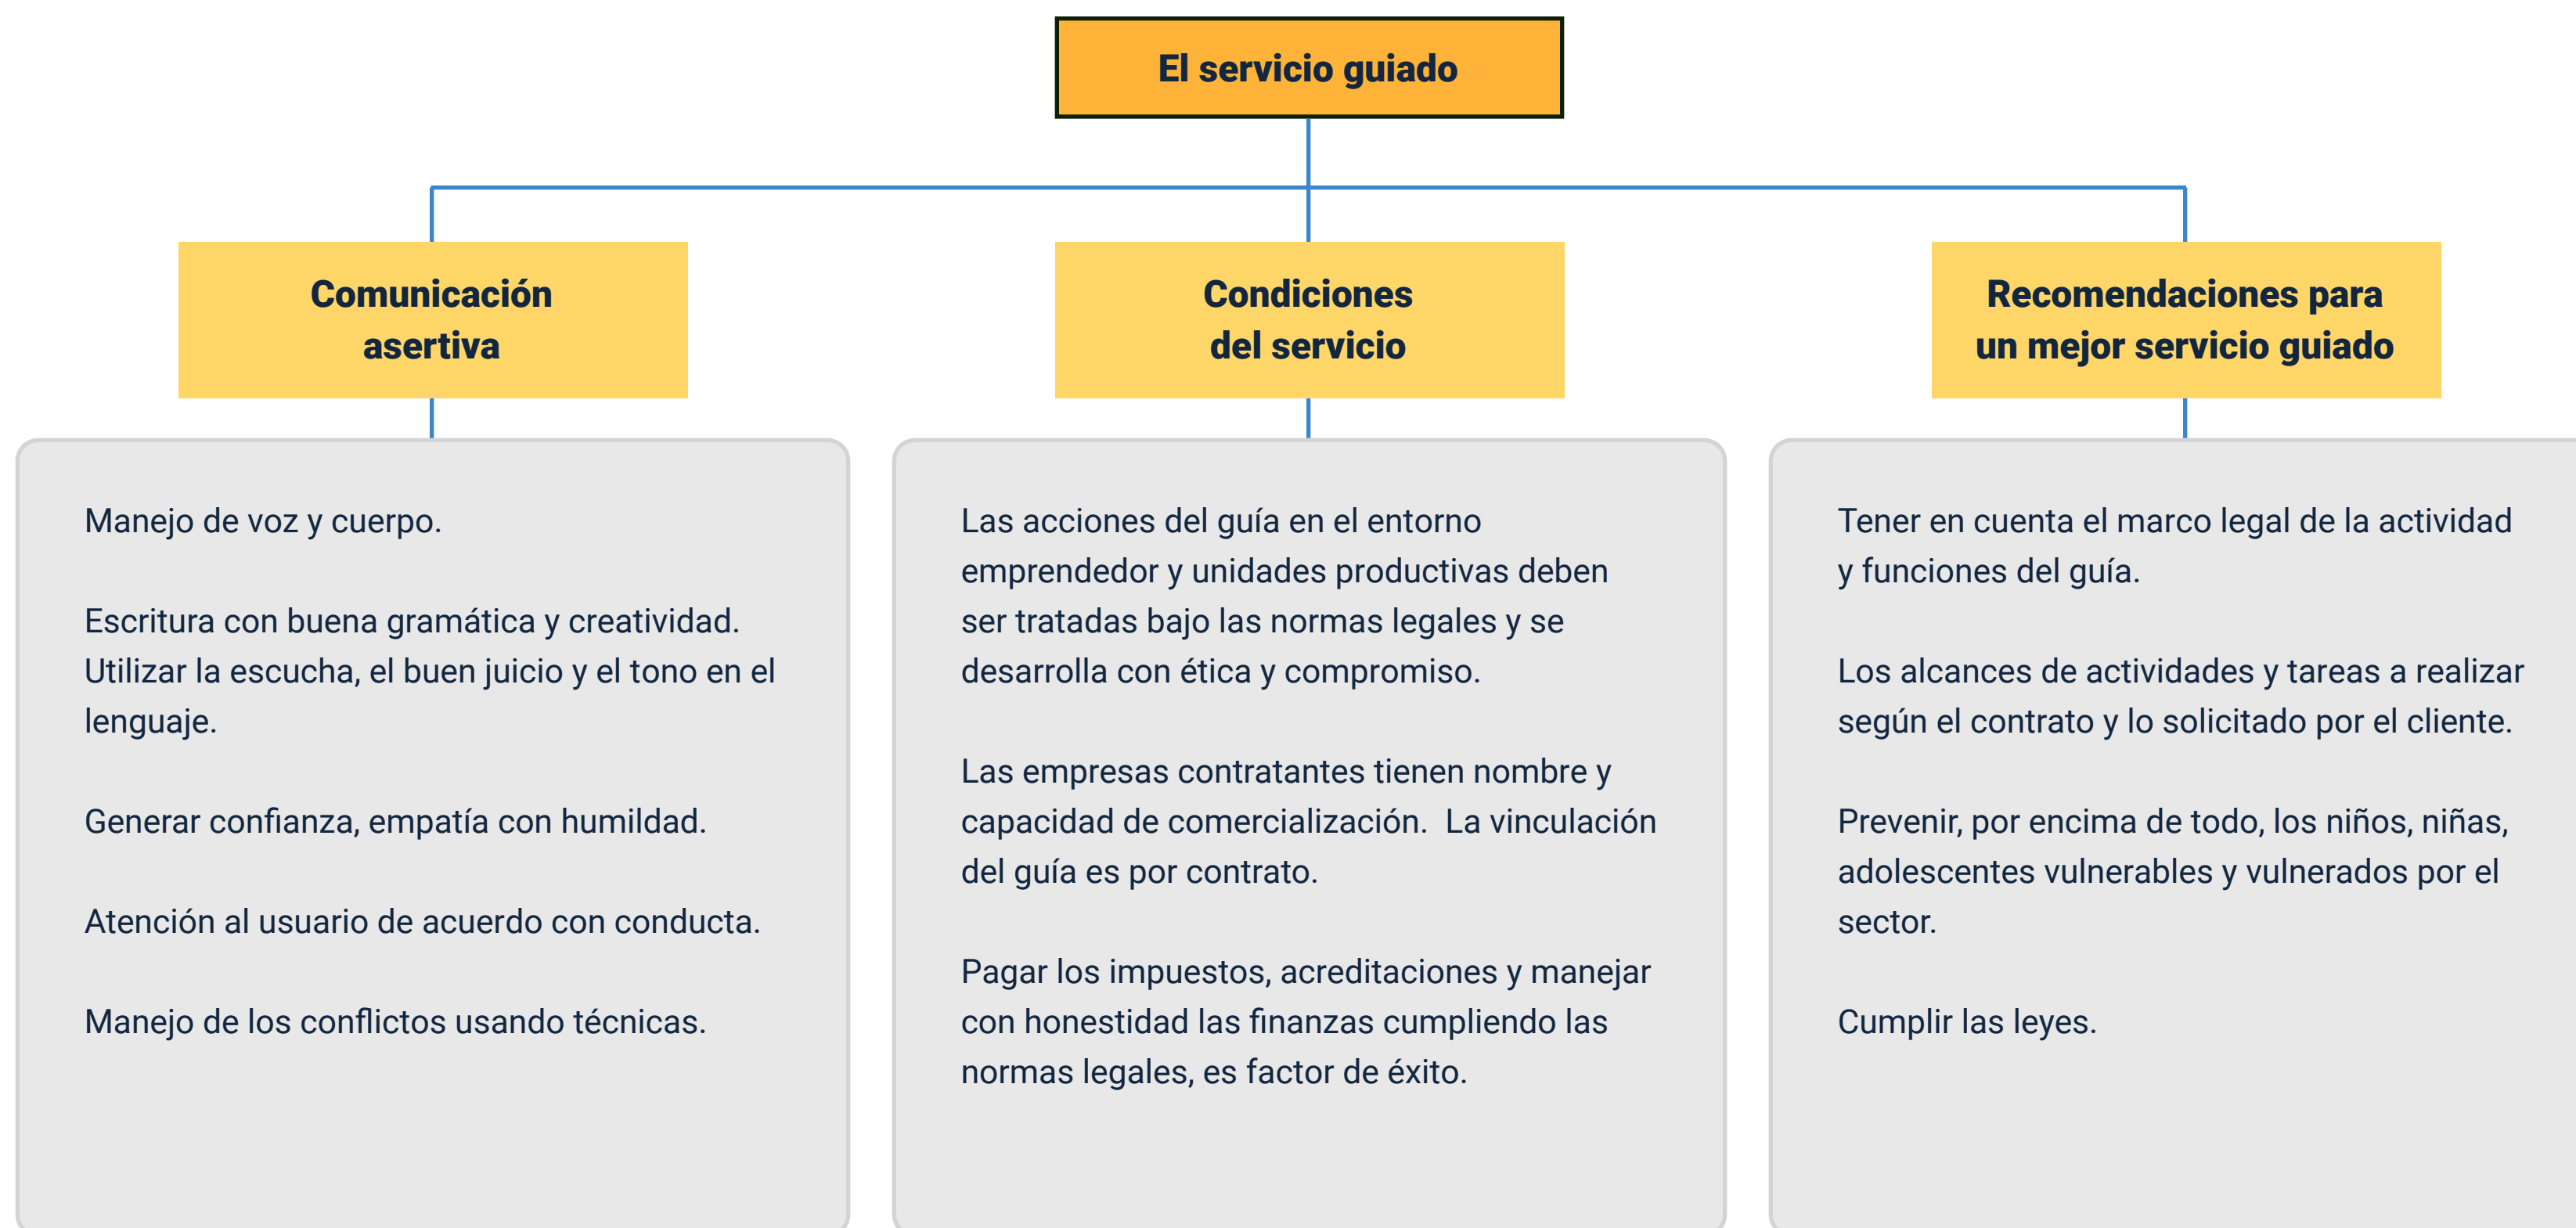 El servicio guiado
Comunicación
asertiva
Manejo de voz y cuerpo.
Escritura con buena gramática y creatividad.
Utilizar la escucha, el buen juicio y el tono en el
lenguaje.
Generar confianza, empatía con humildad.
Atención al usuario de acuerdo con conducta.
Manejo de los conflictos usando técnicas.
Condiciones
del servicio
Las acciones del guía en el entorno
emprendedor y unidades productivas deben
ser tratadas bajo las normas legales y se
desarrolla con ética y compromiso.
Las empresas contratantes tienen nombre y
capacidad de comercialización.  La vinculación
del guía es por contrato.
Pagar los impuestos, acreditaciones y manejar
con honestidad las finanzas cumpliendo las
normas legales, es factor de éxito.
Recomendaciones para
un mejor servicio guiado
Tener en cuenta el marco legal de la actividad
y funciones del guía.
Los alcances de actividades y tareas a realizar
según el contrato y lo solicitado por el cliente.
Prevenir, por encima de todo, los niños, niñas,
adolescentes vulnerables y vulnerados por el
sector.
Cumplir las leyes.